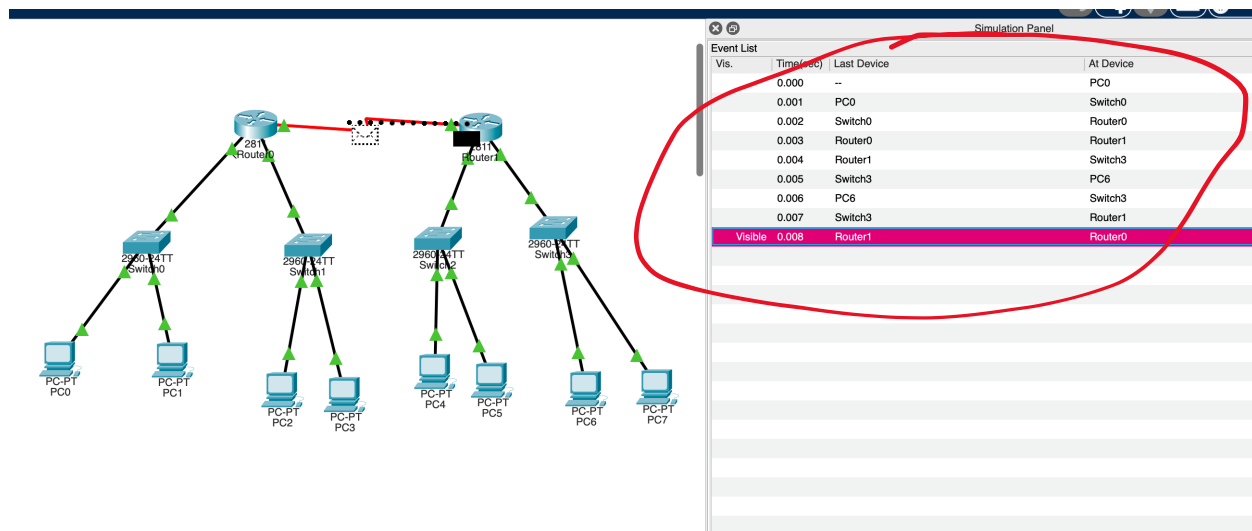 Simulation Panel
Event List
Vis. Time(sec) Last Device At Device
0.000 -- PC0
0.001 PC0 Switch0
0.002 Switch0 Router0
0.003 Router0 Router1
0.004 Router1 Switch3
0.005 Switch3 PC6
0.006 PC6 Switch3
0.007 Switch3 Router1
Visible 0.008 Router1 Router0
Router0
Router1
2960-24TT
Switch0
2960-24TT
Switch1
2960-24TT
Switch2
2960-24TT
Switch3
PC-PT
PC0
PC-PT
PC1
PC-PT
PC2
PC-PT
PC3
PC-PT
PC4
PC-PT
PC5
PC-PT
PC6
PC-PT
PC7